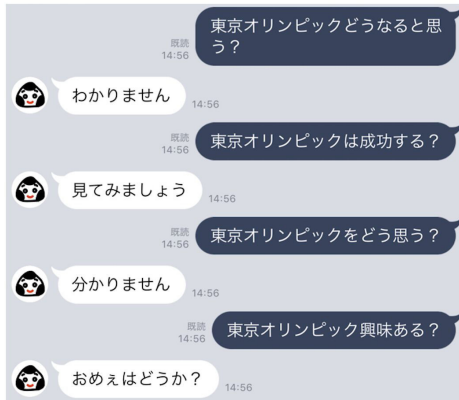 東京オリンピックどうなると思
う？
既読
14:56
わかりません
14:56
東京オリンピックは成功する？
既読
14:56
見てみましょう
14:56
東京オリンピックをどう思う？
既読
14:56
分かりません
14:56
東京オリンピック興味ある？
既読
14:56
おめぇはどうか？
14:56